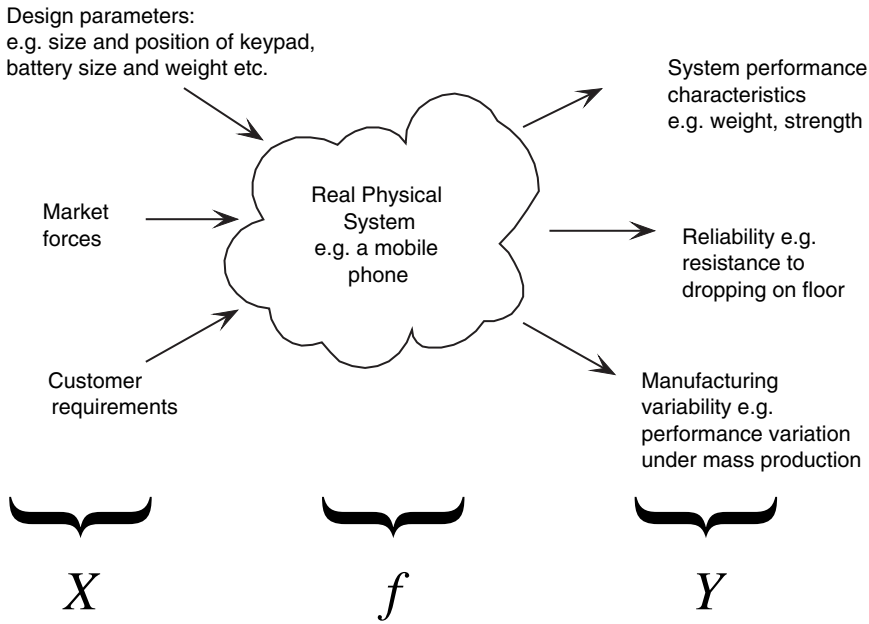 Design parameters:
e.g. size and position of keypad,
battery size and weight etc.
Market
forces
Customer
requirements
Real Physical
System
e.g. a mobile
phone
System performance
characteristics
e.g. weight, strength
Reliability e.g.
resistance to
dropping on floor
Manufacturing
variability e.g.
performance variation
under mass production
X
f
Y